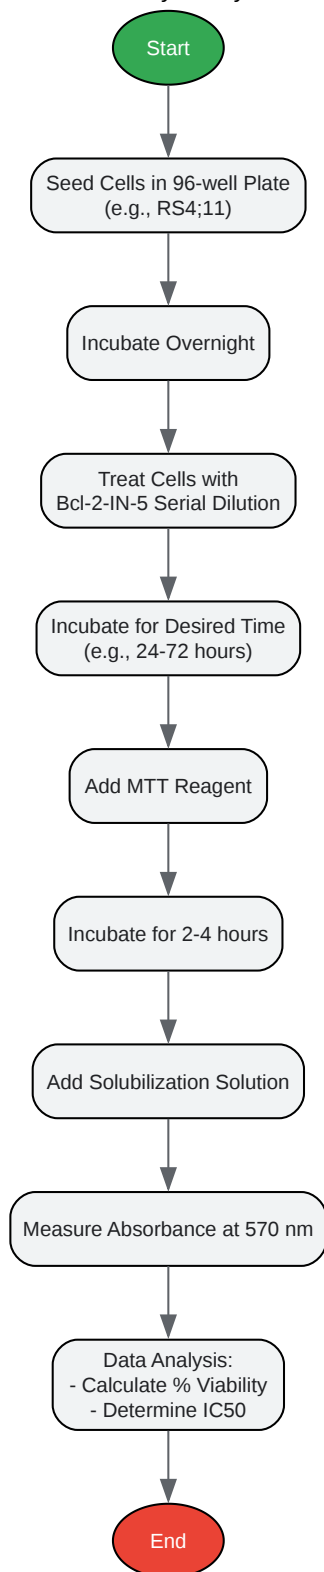 Start
Seed Cells in 96-well Plate
(e.g., RS4;11)
Incubate Overnight
Treat Cells with
Bcl-2-IN-5 Serial Dilution
Incubate for Desired Time
(e.g., 24-72 hours)
Add MTT Reagent
Incubate for 2-4 hours
Add Solubilization Solution
Measure Absorbance at 570 nm
Data Analysis:
- Calculate % Viability
- Determine IC50
End